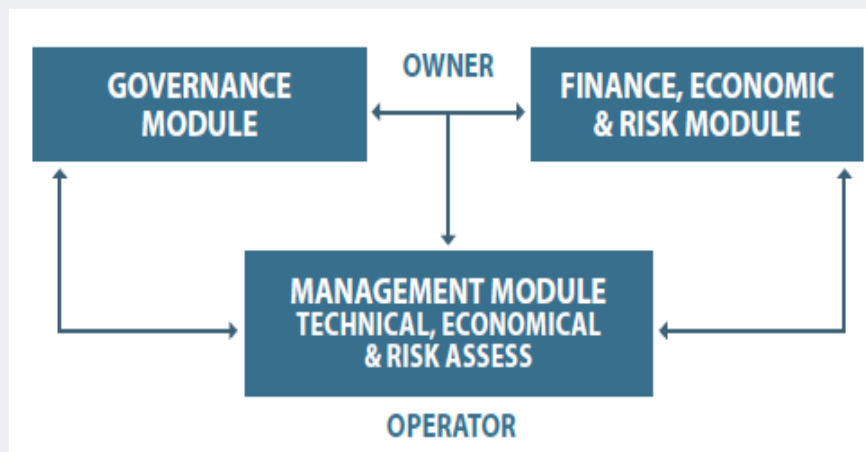 GOVERNANCE
MODULE
OWNER
FINANCE, ECONOMIC
& RISK MODULE
MANAGEMENT MODULE
TECHNICAL, ECONOMICAL
& RISK ASSESS
OPERATOR